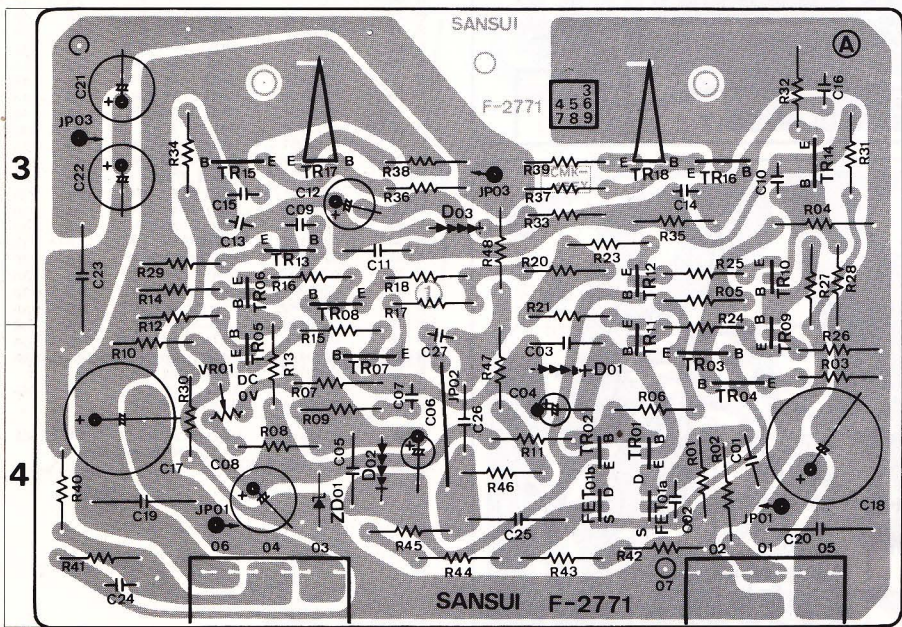 SANSUI
A
C21
3
F-2771
4 5 6
7 8 9
R32
C16
JP03
3
R34
C22
B E
TR15
E B
TR17
R38
R39
E B
TR18
TR16
E
TR14
B
R31
C12
R36
JP03
R37
C10
C15
C09
D03
R33
C14
R04
C13
R35
E B
TR13
C11
R48
R23
C23
R29
R16
R18
R20
E
TR12
B
R25
E
TR10
B
R27
R28
R14
E
TR06
B
B E
TR08
R17
R05
R12
R15
R21
R24
R10
B
TR05
E
R13
C27
C03
B
TR11
E
E B
TR03
B
TR09
E
R26
VR01
DC
0V
B E
TR07
R47
D01
R03
R30
R07
C07
JP02
C04
B E
TR04
R09
C06
C26
R06
C17
C08
R08
C05
D02
R11
TR02
B
E
TR01
B
E
R01
R02
C01
4
R40
ZD01
R46
FET01b
D
S
FET01a
D
S
C02
C18
C19
JP01
C25
JP01
C20
06 04 03
R45
R42
02 01 05
R41
R44
R43
07
C24
SANSUI F-2771